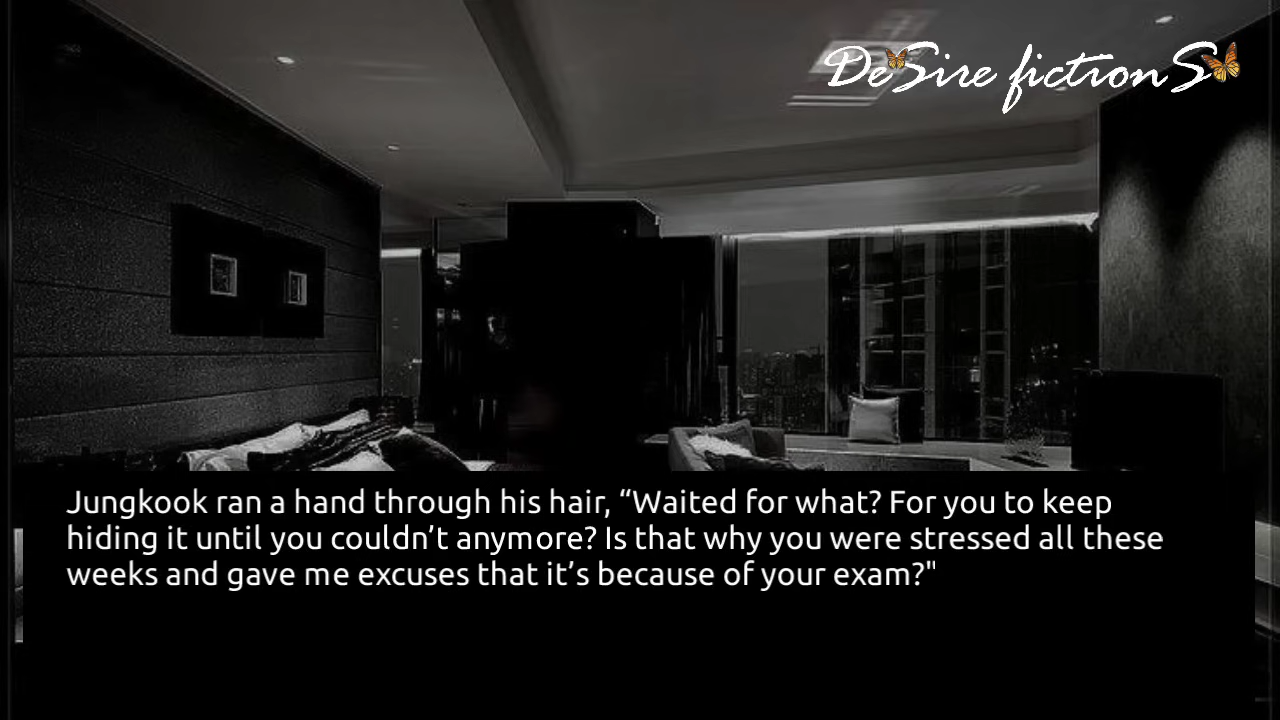 DeSire fictionS
Jungkook ran a hand through his hair, “Waited for what? For you to keep
hiding it until you couldn’t anymore? Is that why you were stressed all these
weeks and gave me excuses that it’s because of your exam?"